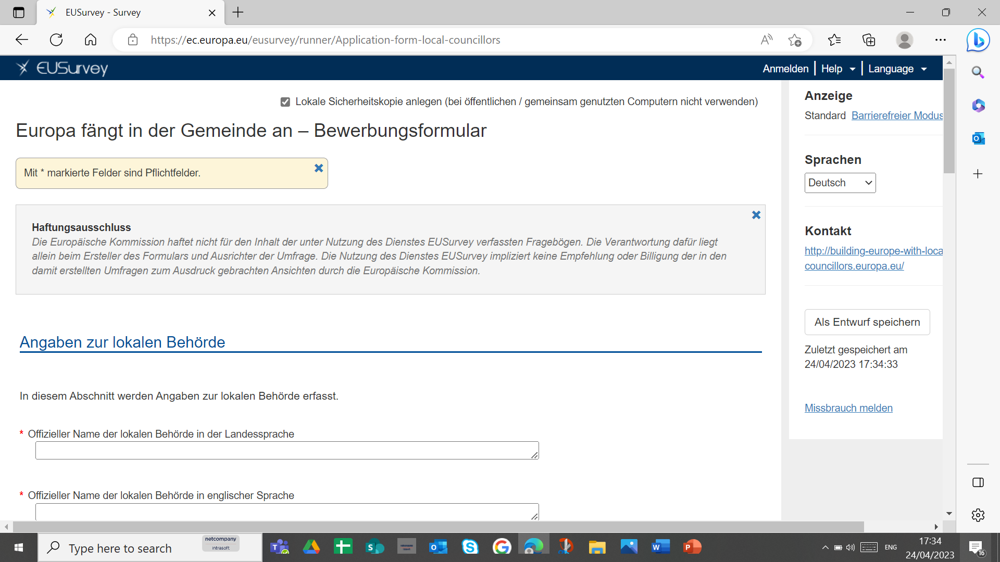 EUSurvey - Survey
https://ec.europa.eu/eusurvey/runner/Application-form-local-councillors
EUSurvey
Anmelden
Help
Language
Lokale Sicherheitskopie anlegen (bei öffentlichen / gemeinsam genutzten Computern nicht verwenden)
Europa fängt in der Gemeinde an – Bewerbungsformular
Mit * markierte Felder sind Pflichtfelder.
Haftungsausschluss
Die Europäische Kommission haftet nicht für den Inhalt der unter Nutzung des Dienstes EUSurvey verfassten Fragebögen. Die Verantwortung dafür liegt
allein beim Ersteller des Formulars und Ausrichter der Umfrage. Die Nutzung des Dienstes EUSurvey impliziert keine Empfehlung oder Billigung der in den
damit erstellten Umfragen zum Ausdruck gebrachten Ansichten durch die Europäische Kommission.
Angaben zur lokalen Behörde
In diesem Abschnitt werden Angaben zur lokalen Behörde erfasst.
* Offizieller Name der lokalen Behörde in der Landessprache
* Offizieller Name der lokalen Behörde in englischer Sprache
Anzeige
Standard Barrierefreier Modus
Sprachen
Deutsch
Kontakt
http://building-europe-with-loca
councillors.europa.eu/
Als Entwurf speichern
Zuletzt gespeichert am
24/04/2023 17:34:33
Missbrauch melden
Type here to search
netcompany
intrasoft
ENG
17:34
24/04/2023
16